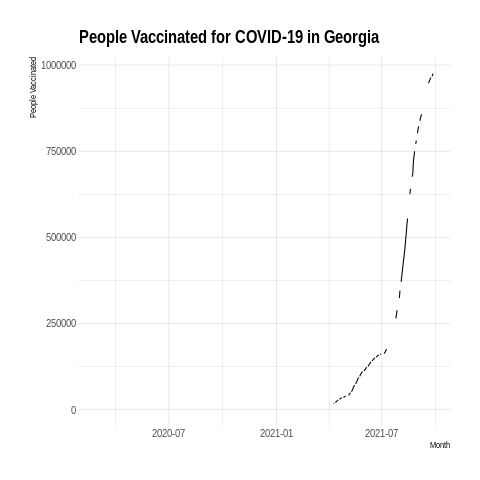 People Vaccinated for COVID-19 in Georgia
People Vaccinated
1000000
750000
500000
250000
0
2020-07
2021-01
2021-07
Month